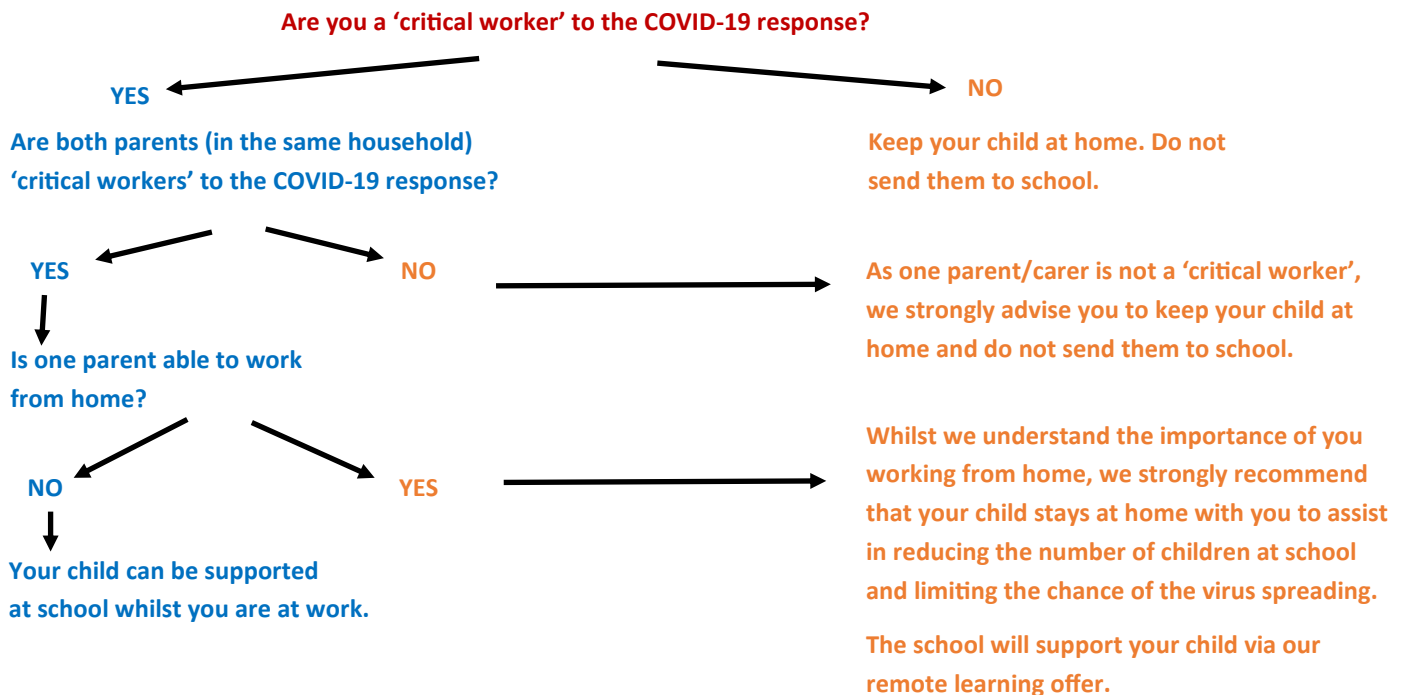 Are you a ‘critical worker’ to the COVID-19 response?
YES
NO
Are both parents (in the same household)
‘critical workers’ to the COVID-19 response?
Keep your child at home. Do not
send them to school.
YES
NO
As one parent/carer is not a ‘critical worker’,
we strongly advise you to keep your child at
home and do not send them to school.
Is one parent able to work
from home?
NO
YES
Whilst we understand the importance of you
working from home, we strongly recommend
that your child stays at home with you to assist
in reducing the number of children at school
and limiting the chance of the virus spreading.
Your child can be supported
at school whilst you are at work.
The school will support your child via our
remote learning offer.